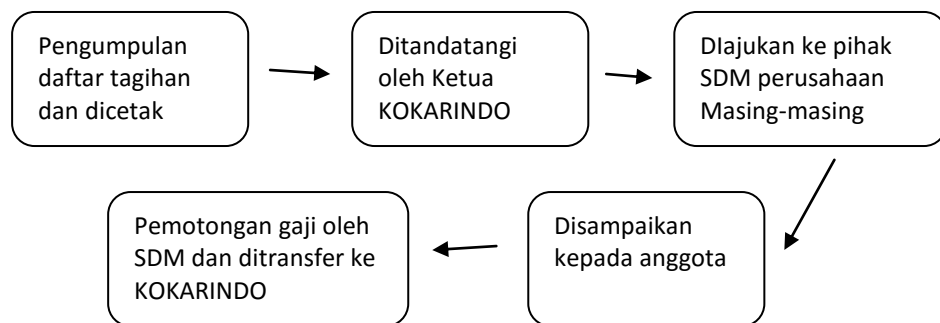 Pengumpulan
daftar tagihan
dan dicetak
Ditandatangi
oleh Ketua
KOKARINDO
DIajukan ke pihak
SDM perusahaan
Masing-masing
Pemotongan gaji oleh
SDM dan ditransfer ke
KOKARINDO
Disampaikan
kepada anggota